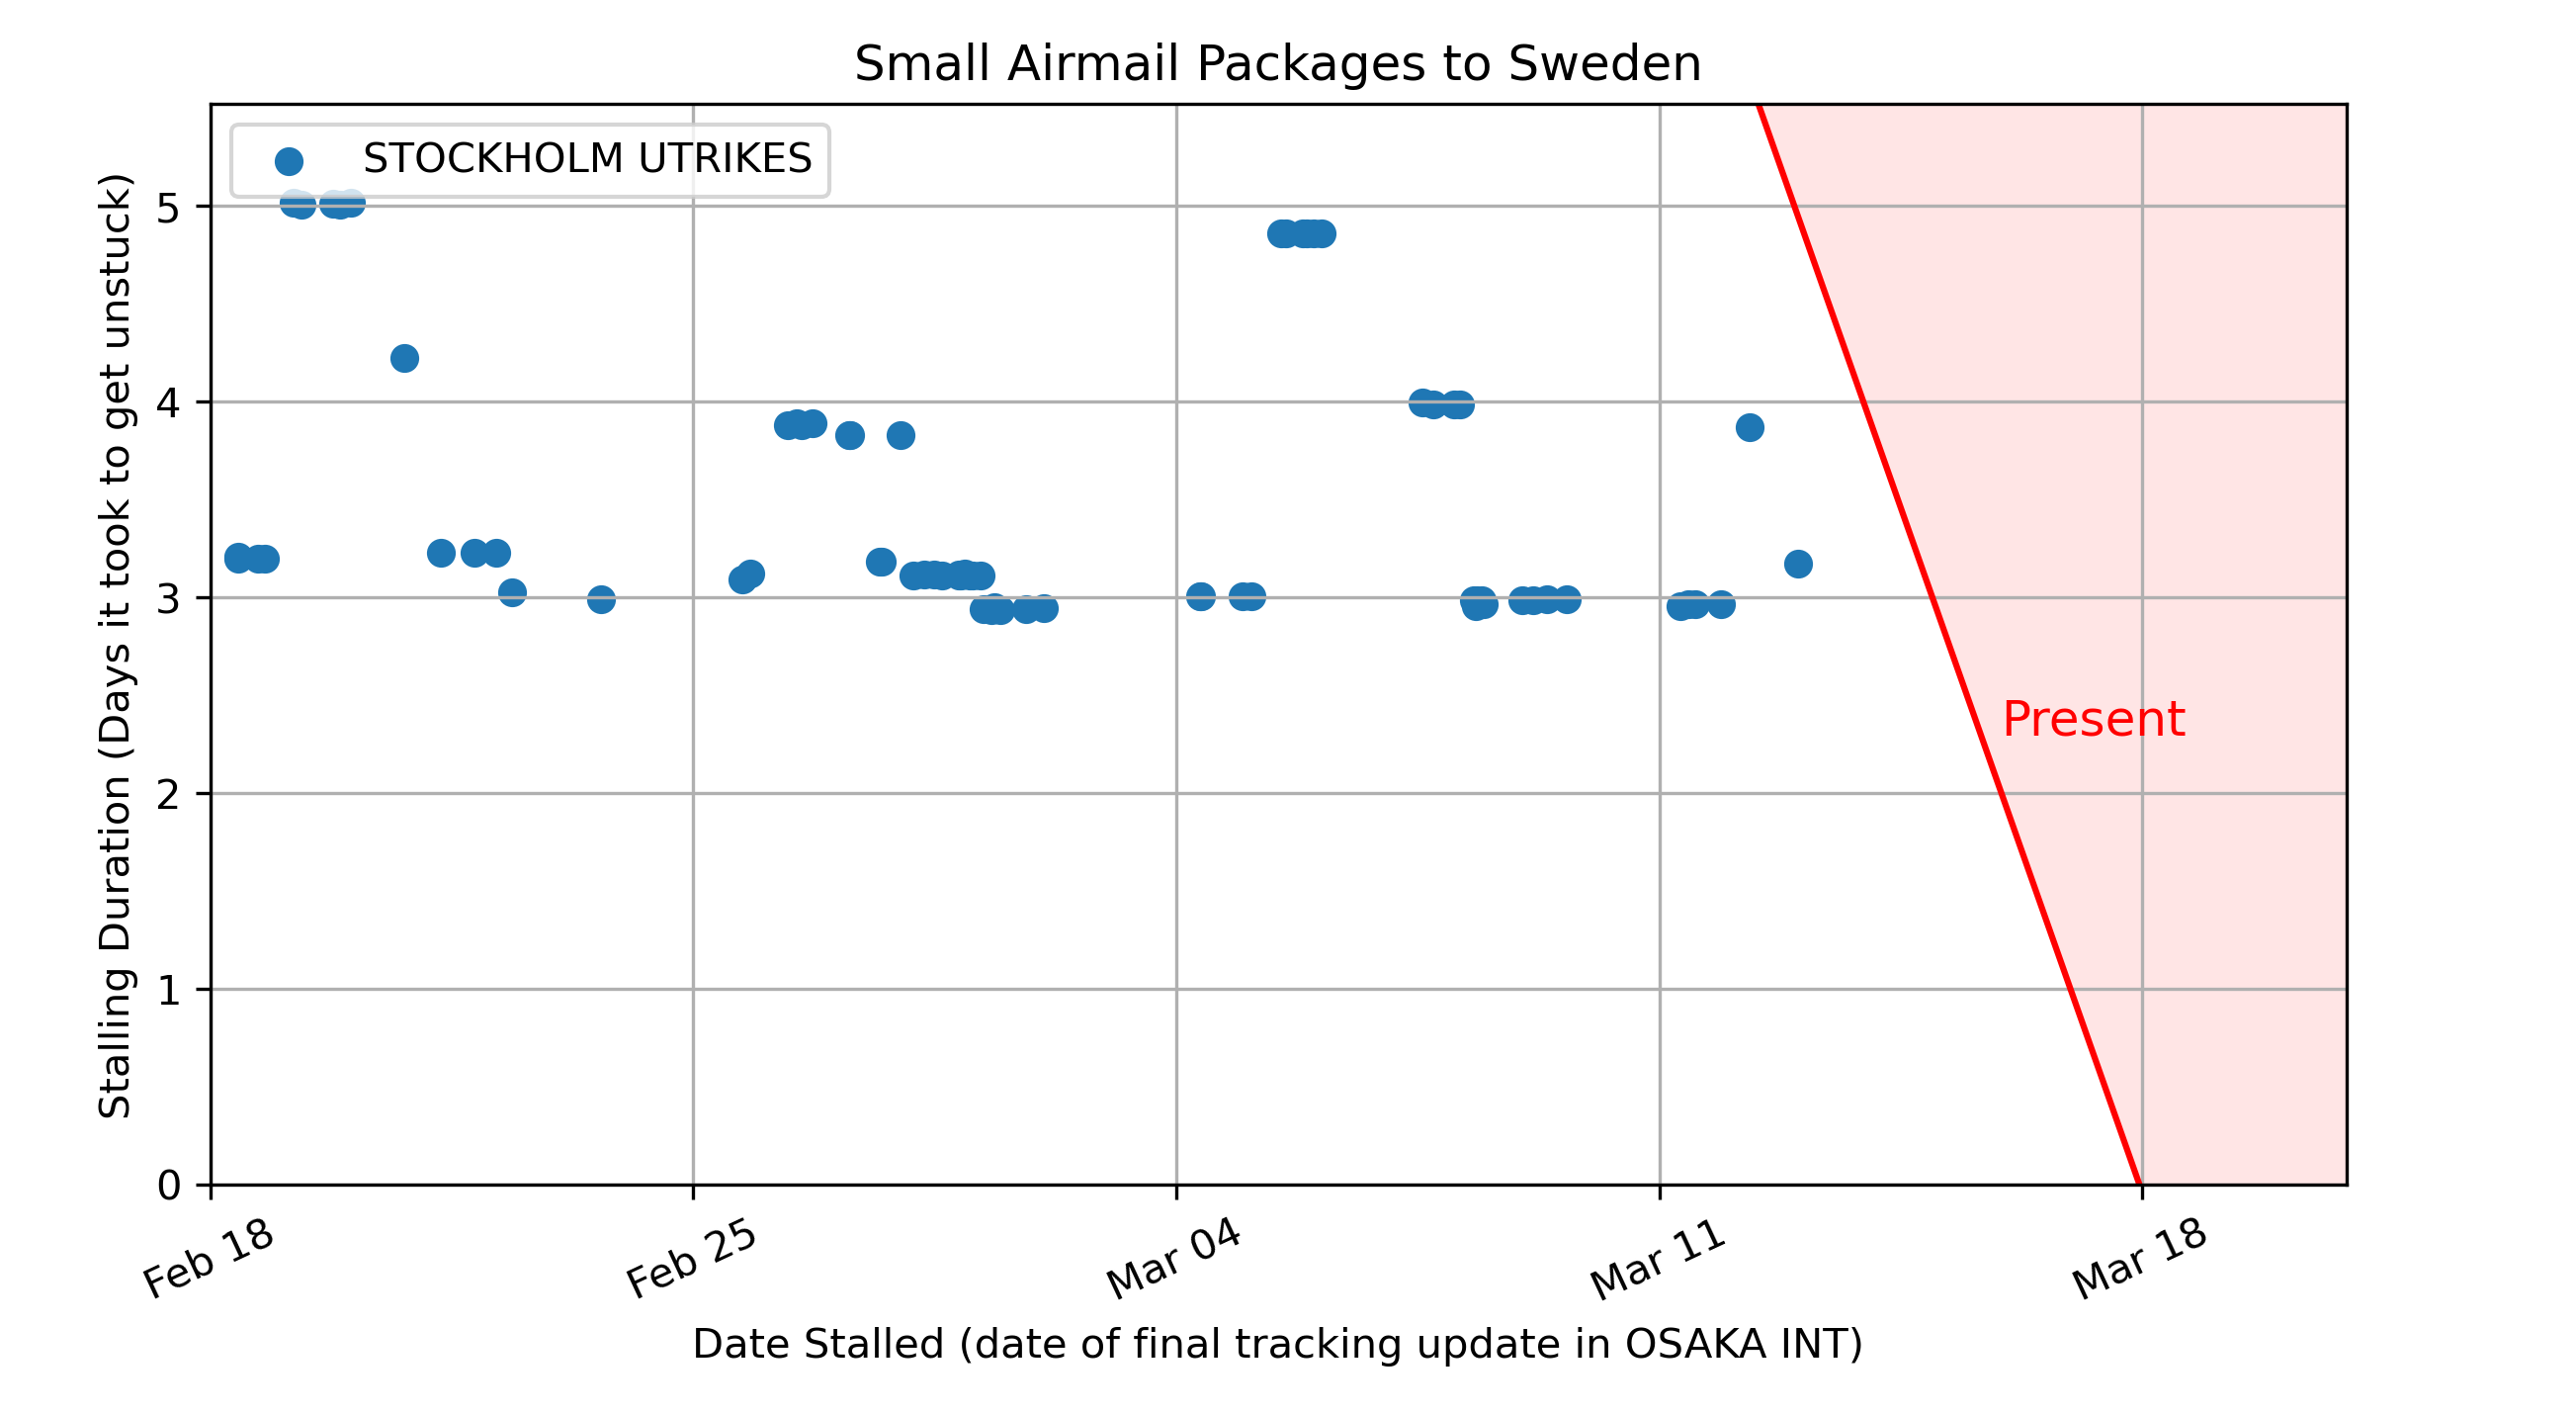 Small Airmail Packages to Sweden
STOCKHOLM UTRIKES
Stalling Duration (Days it took to get unstuck)
5
4
3
2
1
0
Present
Feb 18
Feb 25
Mar 04
Mar 11
Mar 18
Date Stalled (date of final tracking update in OSAKA INT)